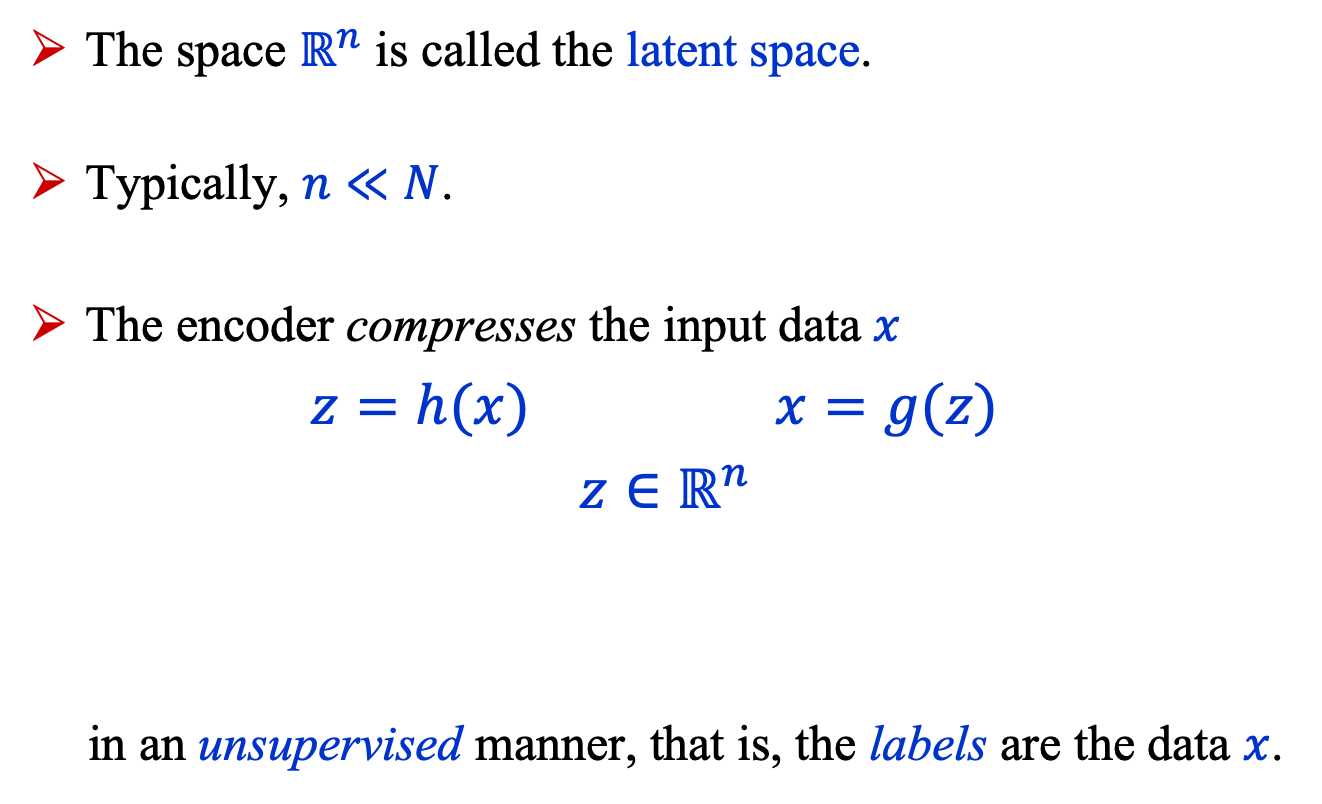 ➢ The space ℝⁿ is called the latent space.
➢ Typically, n ≪ N.
➢ The encoder compresses the input data x
z = h(x) x = g(z)
z ∈ ℝⁿ
in an unsupervised manner, that is, the labels are the data x.